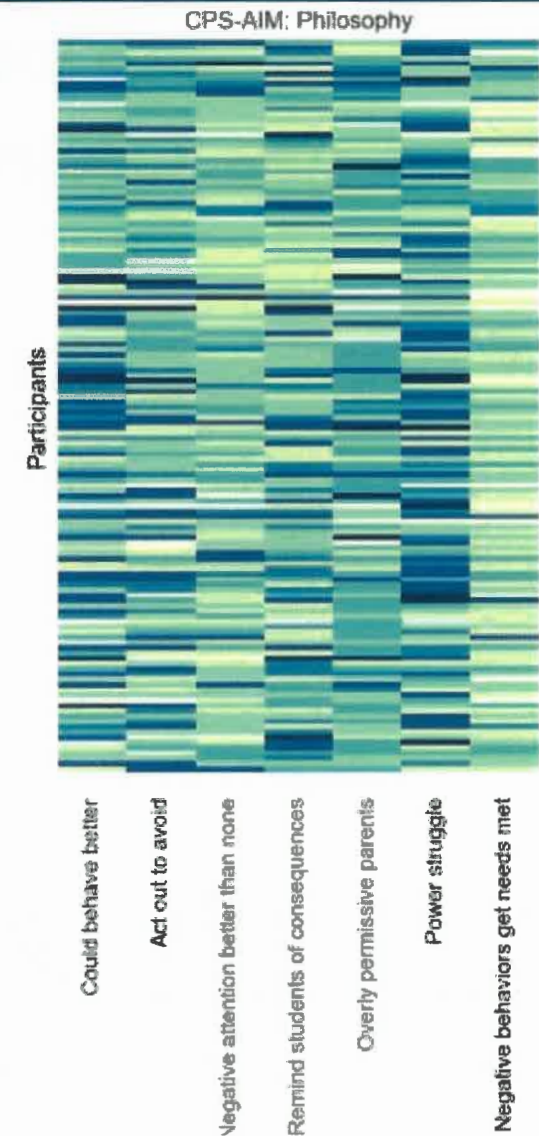 CPS-AIM: Philosophy
Participants
Could behave better
Act out to avoid
Negative attention better than none
Remind students of consequences
Overly permissive parents
Power struggle
Negative behaviors get needs met